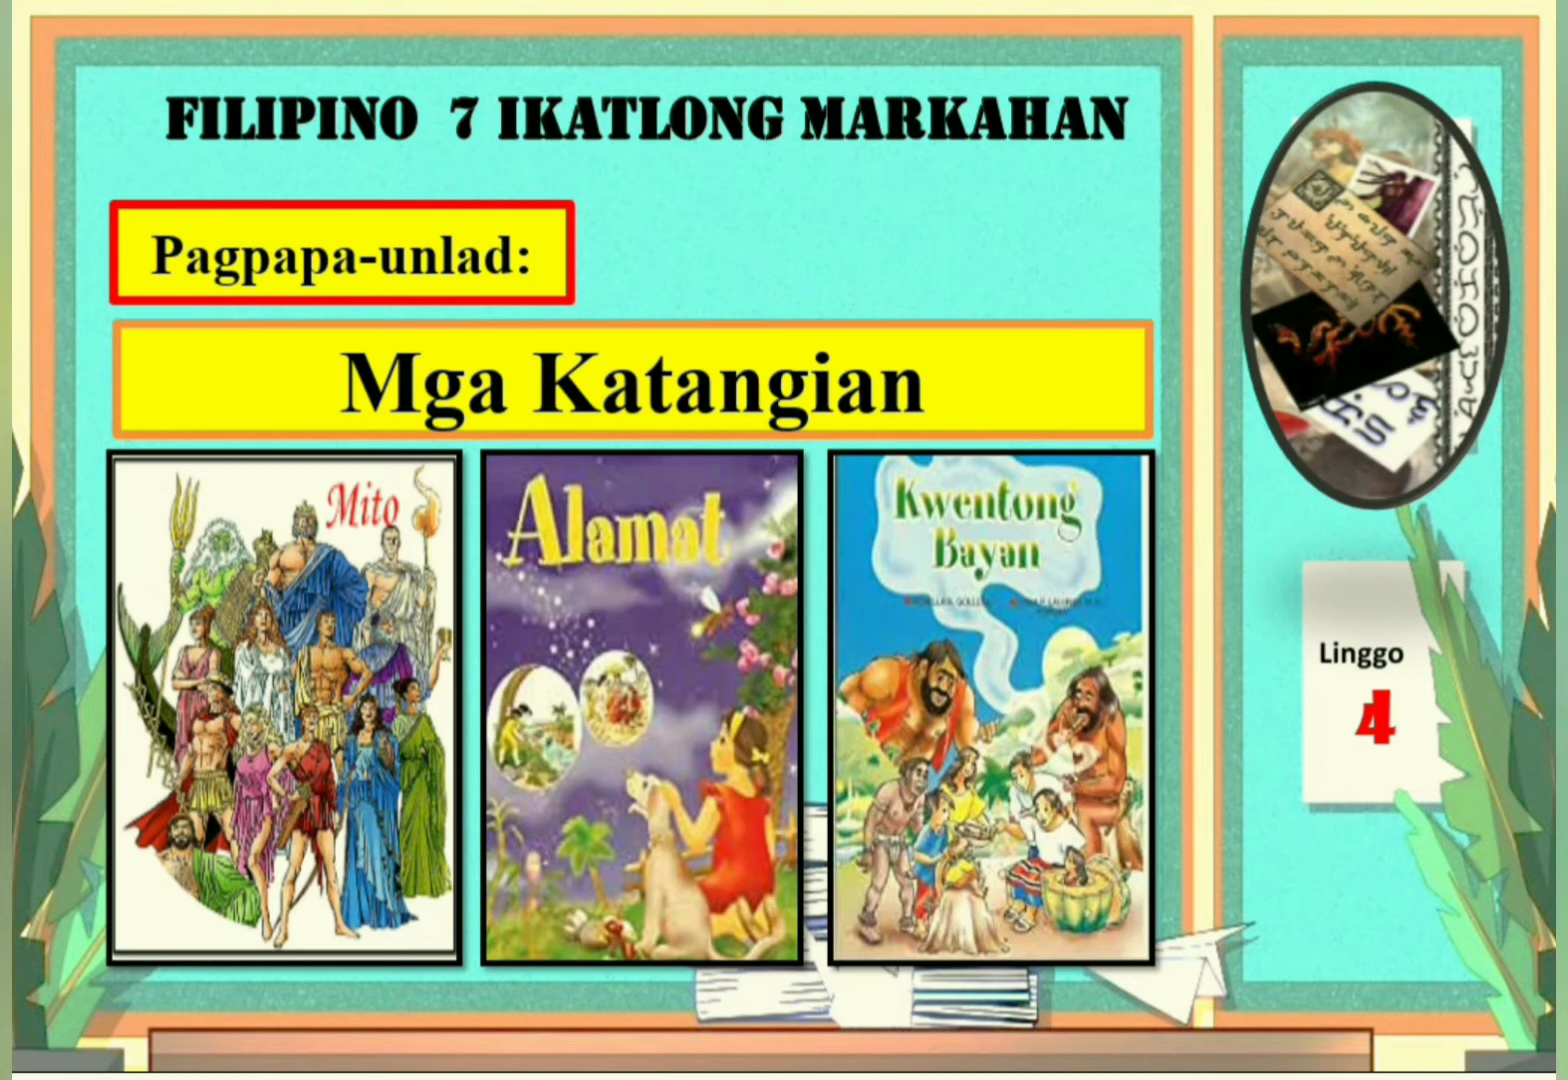 FILIPINO 7 IKATLONG MARKAHAN
Pagpapa-unlad:
Mga Katangian
Mito
Alamat
Kwentong
Bayan
Linggo
4